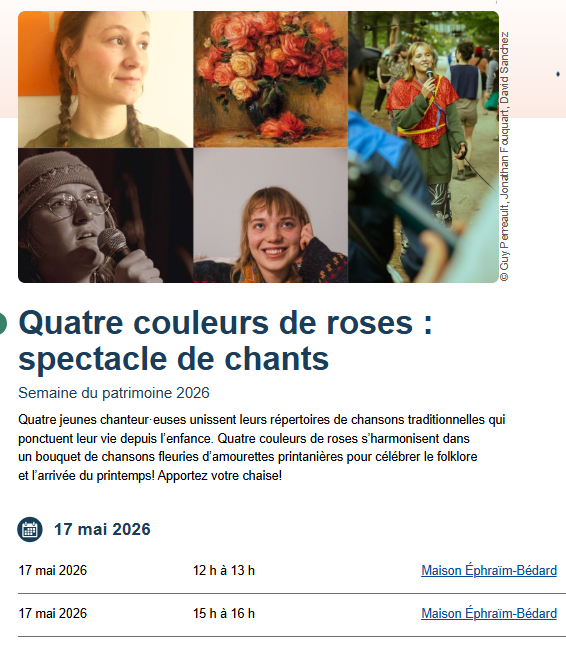 © Guy Perreault, Jonathan Fouquart, David Sanchez
Quatre couleurs de roses :
spectacle de chants
Semaine du patrimoine 2026
Quatre jeunes chanteur·euses unissent leurs répertoires de chansons traditionnelles qui
ponctuent leur vie depuis l’enfance. Quatre couleurs de roses s’harmonisent dans
un bouquet de chansons fleuries d’amourettes printanières pour célébrer le folklore
et l’arrivée du printemps! Apportez votre chaise!
17 mai 2026
17 mai 2026 12 h à 13 h Maison Éphraïm-Bédard
17 mai 2026 15 h à 16 h Maison Éphraïm-Bédard